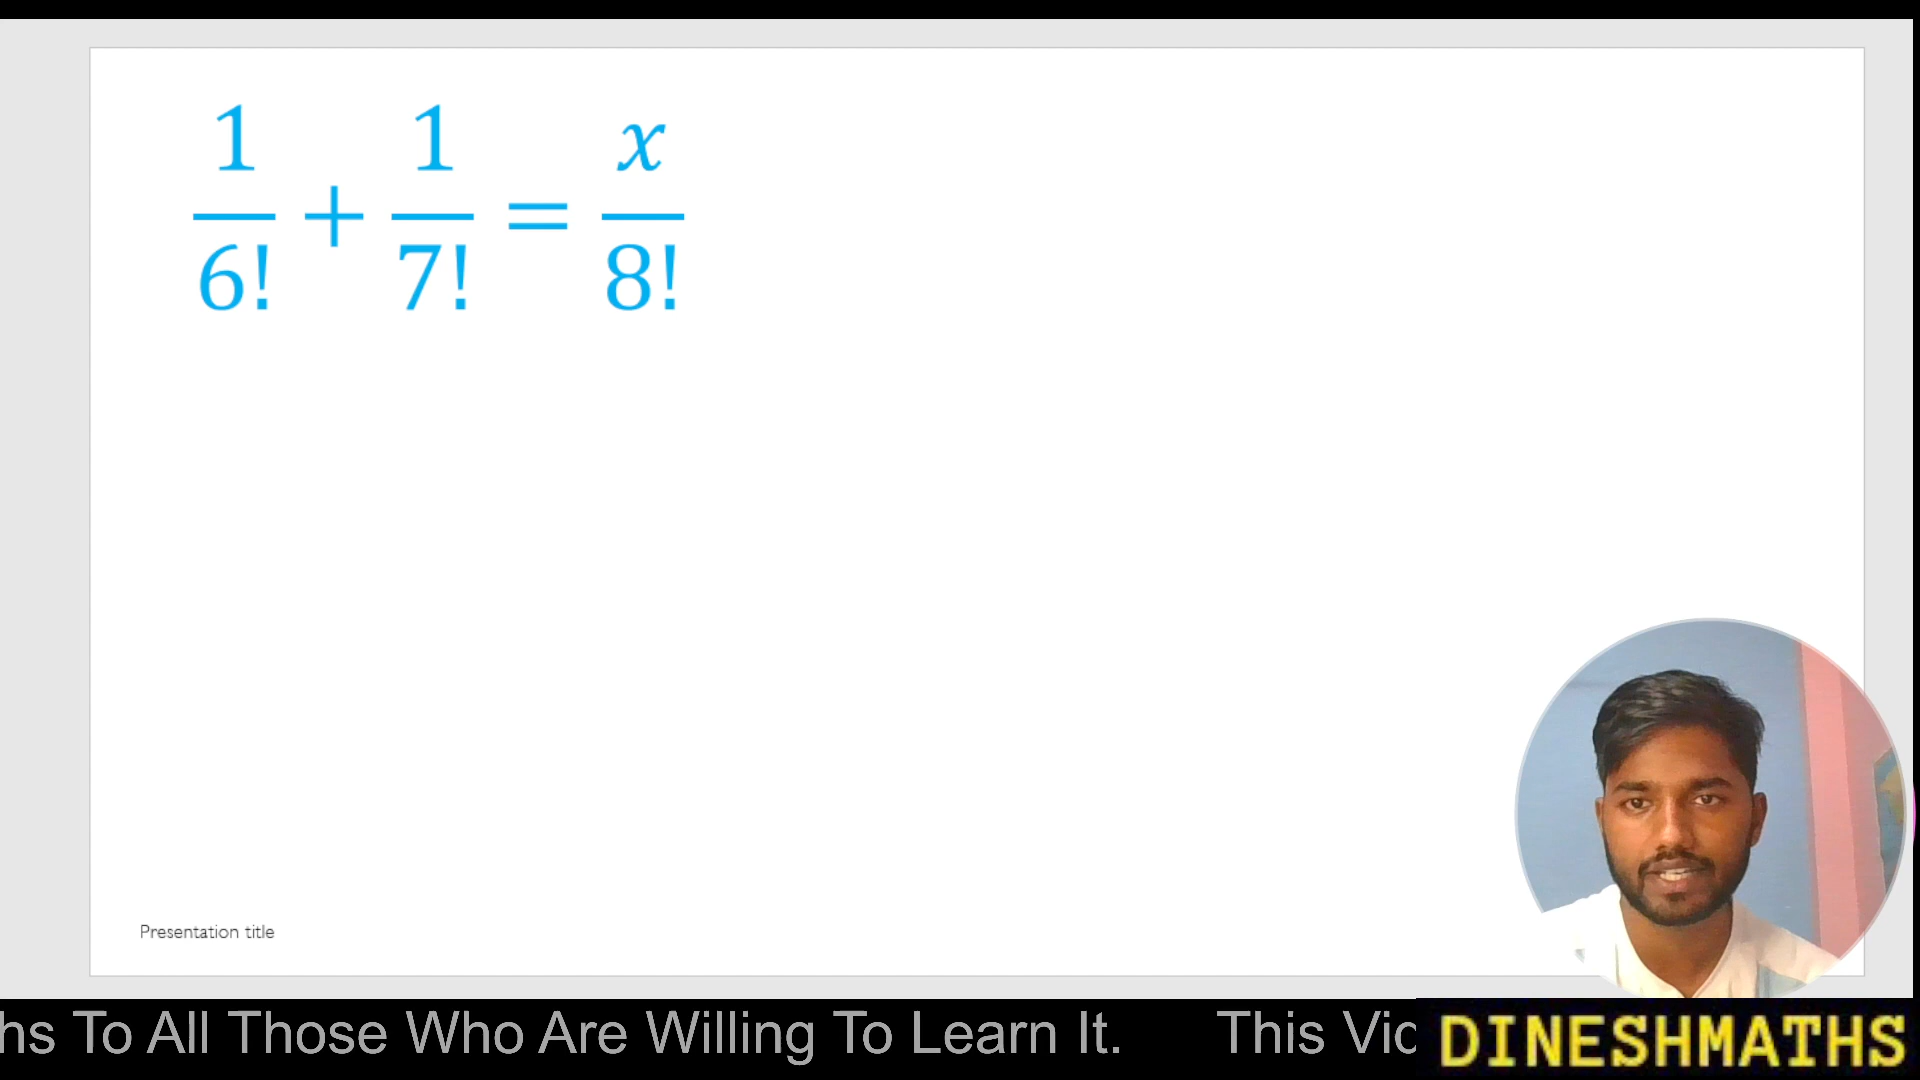 1/6! + 1/7! = x/8!
Presentation title
hs To All Those Who Are Willing To Learn It. This Vic
DINESHMATHS